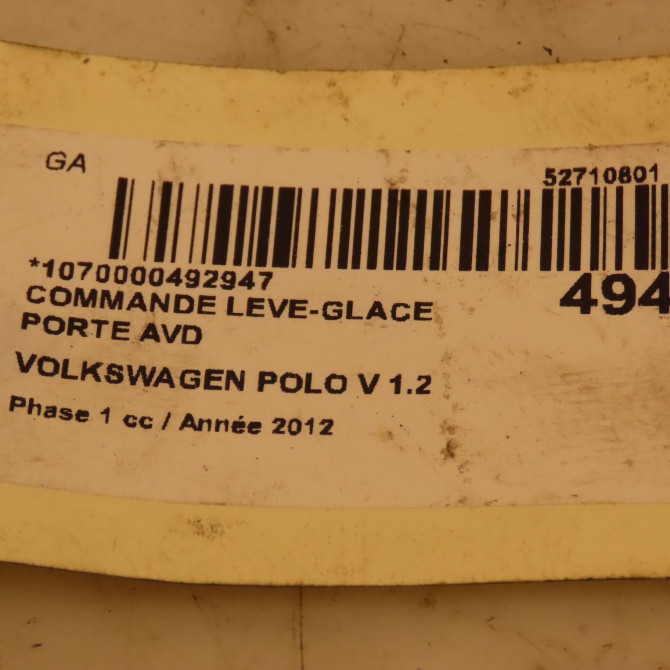 GA
52710801
*1070000492947
494
COMMANDE LEVE-GLACE
PORTE AVD
VOLKSWAGEN POLO V 1.2
Phase 1 cc / Année 2012